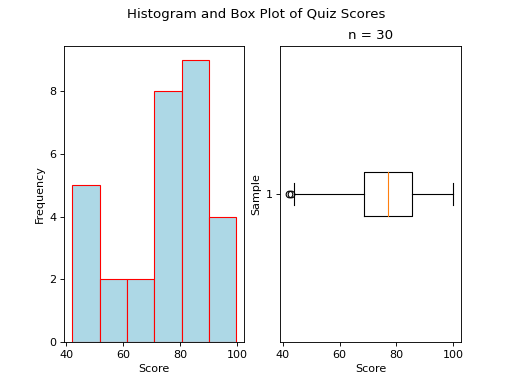 Histogram and Box Plot of Quiz Scores
n = 30
Frequency
8
6
4
2
0
40 60 80 100
Score
Sample
1
40 60 80 100
Score